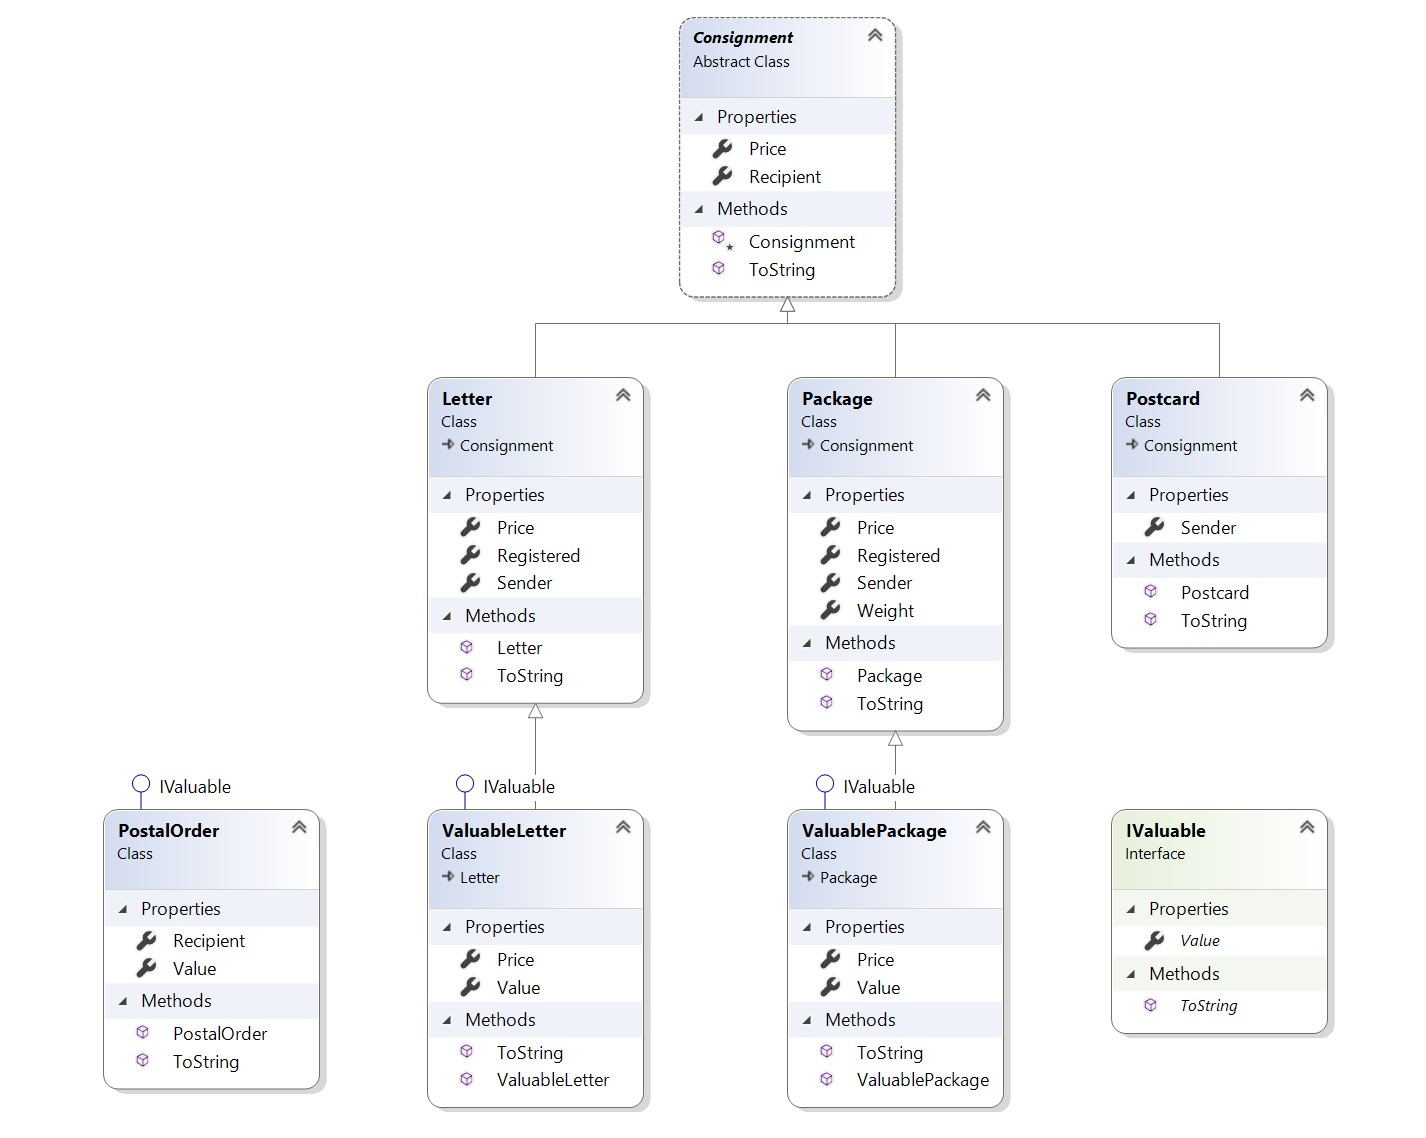 Consignment
Abstract Class
Properties
Price
Recipient
Methods
Consignment
ToString
Letter
Class
Consignment
Properties
Price
Registered
Sender
Methods
Letter
ToString
Package
Class
Consignment
Properties
Price
Registered
Sender
Weight
Methods
Package
ToString
Postcard
Class
Consignment
Properties
Sender
Methods
Postcard
ToString
IValuable
PostalOrder
Class
Properties
Recipient
Value
Methods
PostalOrder
ToString
IValuable
ValuableLetter
Class
Letter
Properties
Price
Value
Methods
ToString
ValuableLetter
IValuable
ValuablePackage
Class
Package
Properties
Price
Value
Methods
ToString
ValuablePackage
IValuable
Interface
Properties
Value
Methods
ToString